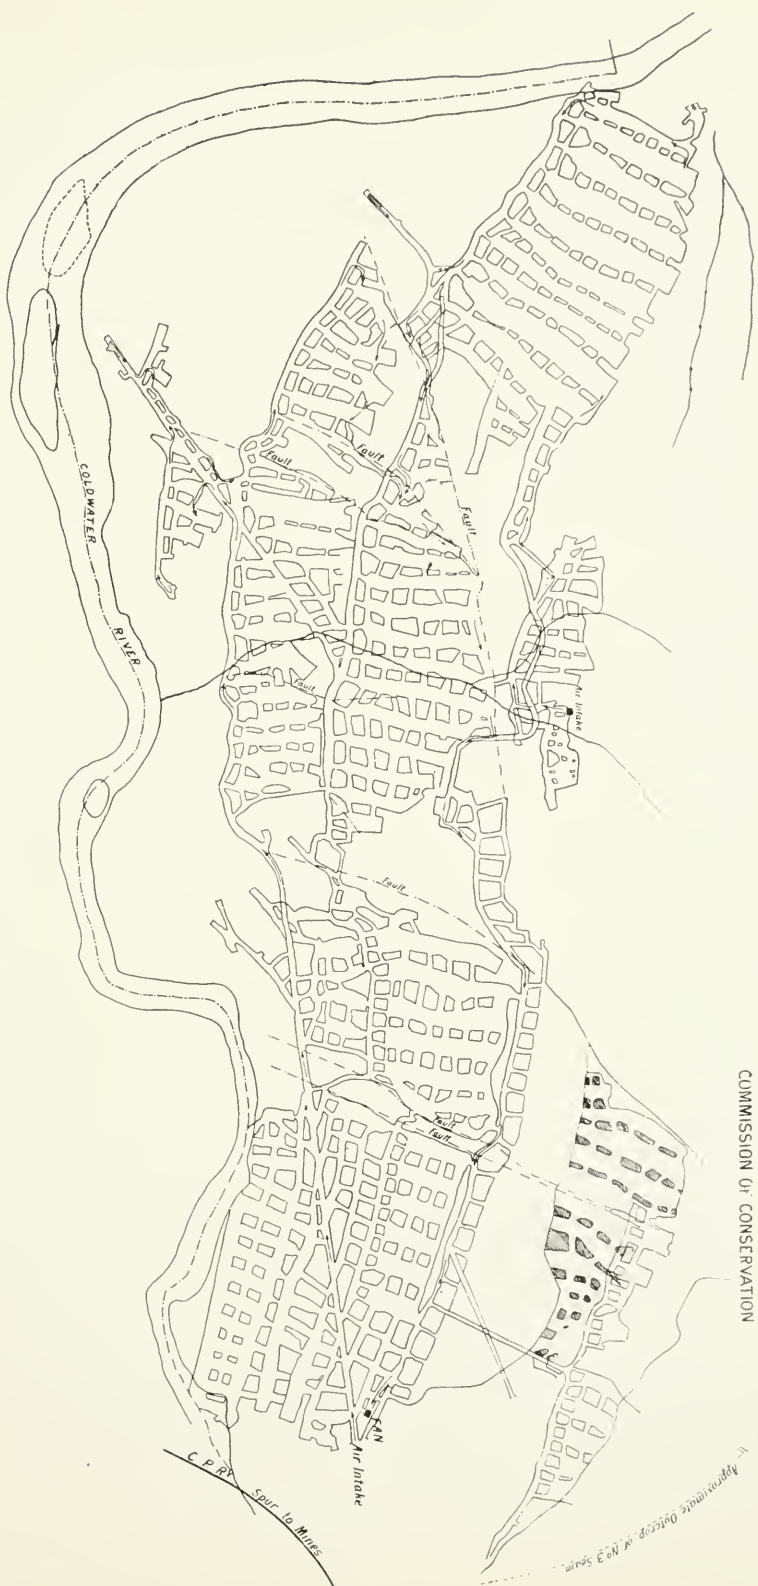 COMMISSION OF CONSERVATION
COLDWATER
RIVER
Fault
Fault
Fault
Fault
Air Intake
Fault
Fault
Fault
FAN
Air Intake
C P Ry Spur to Mines
Approximate Outcrop of No 3 Seam